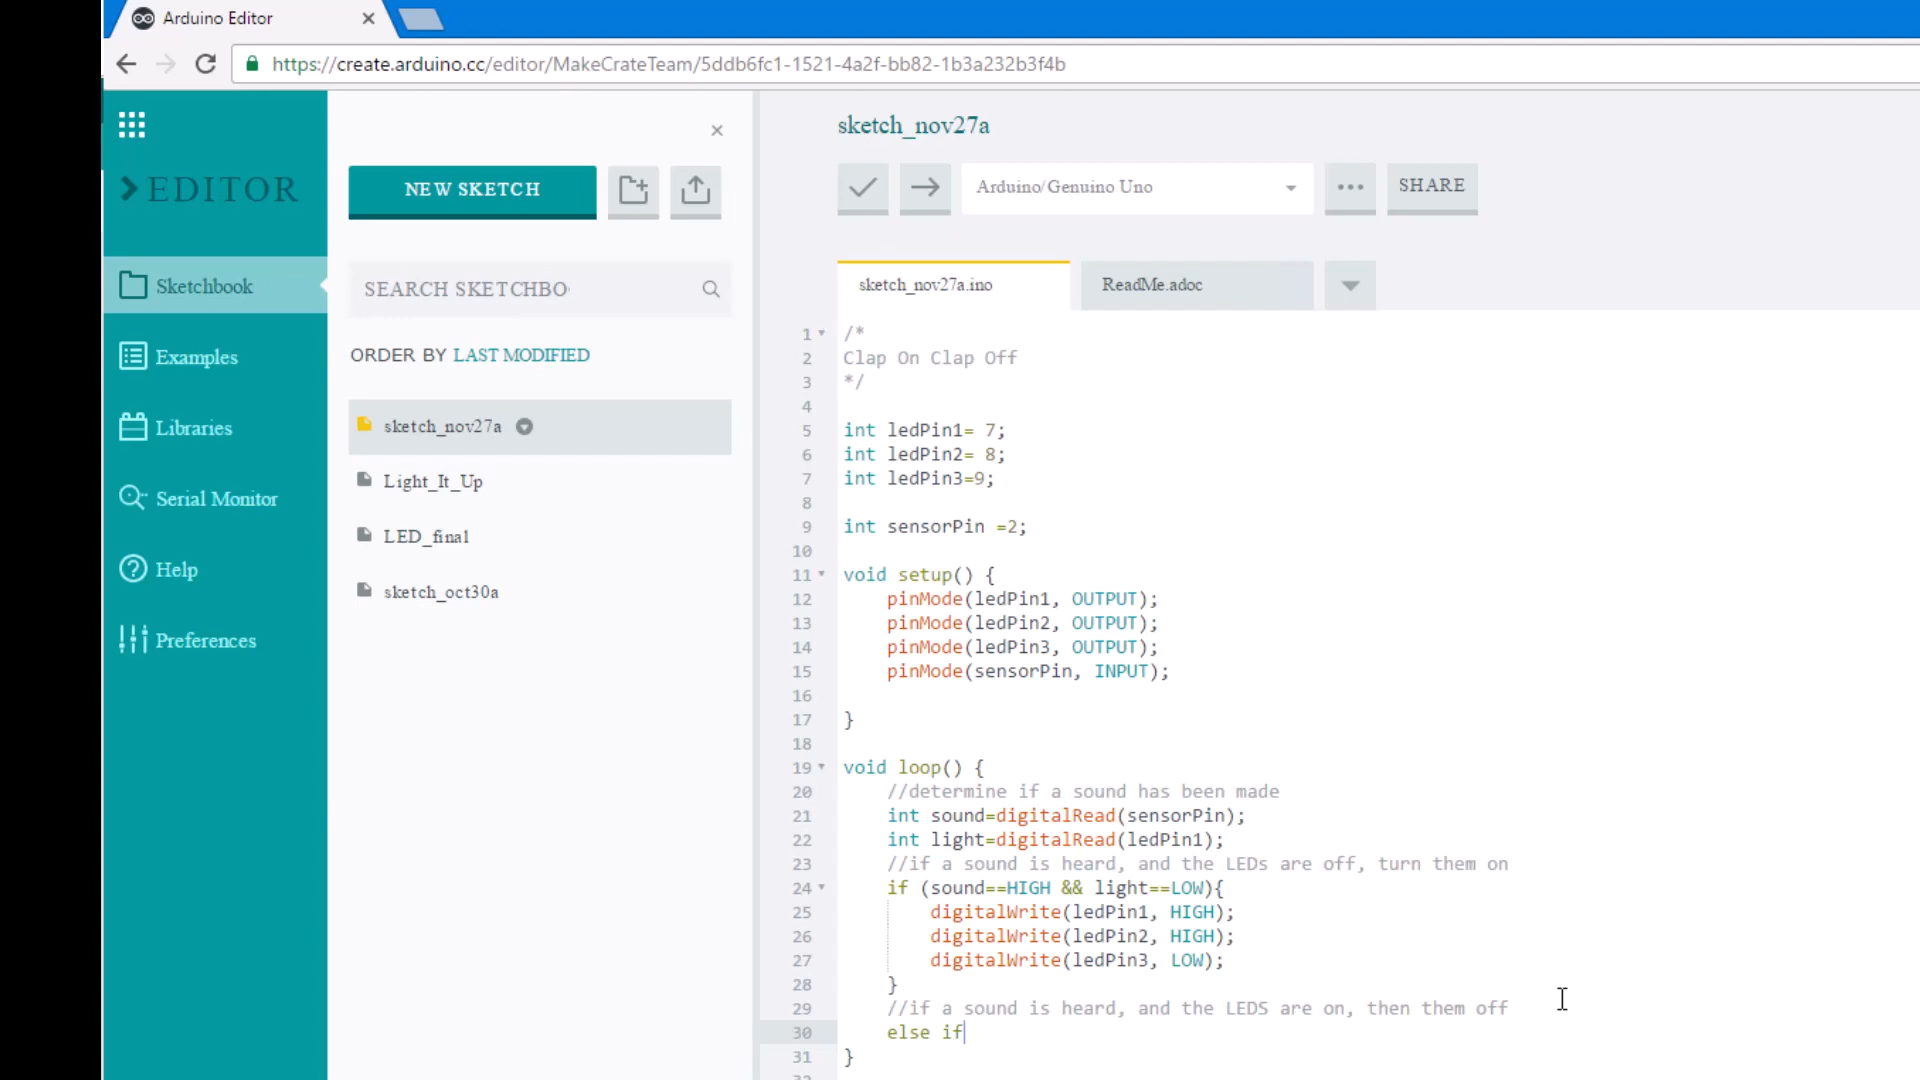 Arduino Editor
https://create.arduino.cc/editor/MakeCrateTeam/5ddb6fc1-1521-4a2f-bb82-1b3a232b3f4b
EDITOR
Sketchbook
Examples
Libraries
Serial Monitor
Help
Preferences
NEW SKETCH
SEARCH SKETCHBO
ORDER BY LAST MODIFIED
sketch_nov27a
Light_It_Up
LED_final
sketch_oct30a
sketch_nov27a
Arduino/Genuino Uno
SHARE
sketch_nov27a.ino
ReadMe.adoc
1 /*
2 Clap On Clap Off
3 */
4
5 int ledPin1= 7;
6 int ledPin2= 8;
7 int ledPin3=9;
8
9 int sensorPin =2;
10
11 void setup() {
12 pinMode(ledPin1, OUTPUT);
13 pinMode(ledPin2, OUTPUT);
14 pinMode(ledPin3, OUTPUT);
15 pinMode(sensorPin, INPUT);
16
17 }
18
19 void loop() {
20 //determine if a sound has been made
21 int sound=digitalRead(sensorPin);
22 int light=digitalRead(ledPin1);
23 //if a sound is heard, and the LEDs are off, turn them on
24 if (sound==HIGH && light==LOW){
25 digitalWrite(ledPin1, HIGH);
26 digitalWrite(ledPin2, HIGH);
27 digitalWrite(ledPin3, LOW);
28 }
29 //if a sound is heard, and the LEDS are on, then them off
30 else if
31 }